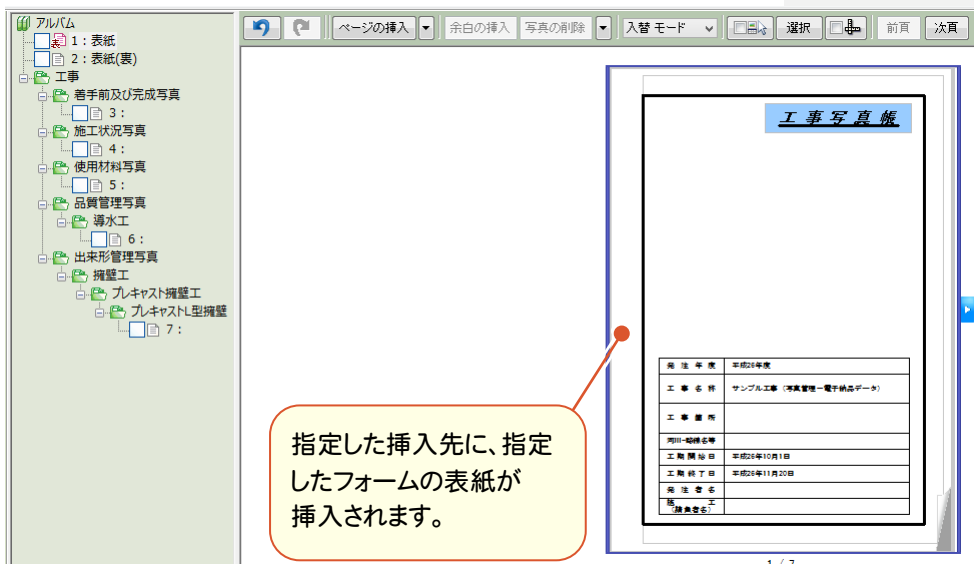 アルバム
表 1:表紙
2:表紙(裏)
工事
着手前及び完成写真
3:
施工状況写真
4:
使用材料写真
5:
品質管理写真
導水工
6:
出来形管理写真
擁壁工
プレキャスト擁壁工
プレキャストL型擁壁
7:
ページの挿入 余白の挿入 写真の削除 入替 モード 選択 前頁 次頁
工事写真帳
発注年度 平成26年度
工事名称 サンプル工事(写真管理-電子納品データ)
工事箇所
河川・路線名等
工期開始日 平成26年10月1日
工期終了日 平成26年11月20日
発注者名
施工
(請負者名)
指定した挿入先に、指定
したフォームの表紙が
挿入されます。
1 / 7